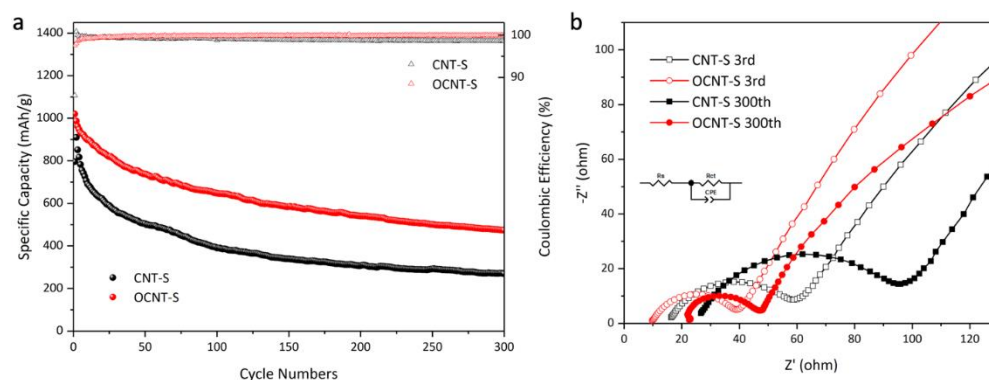 a
1400
1200
1000
800
600
400
200
0
Specific Capacity (mAh/g)
0 50 100 150 200 250 300
Cycle Numbers
100
90
Coulombic Efficiency (%)
CNT-S
OCNT-S
CNT-S
OCNT-S
CNT-S
OCNT-S
b
100
80
60
40
20
0
-Z'' (ohm)
0 20 40 60 80 100 120
Z' (ohm)
CNT-S 3rd
OCNT-S 3rd
CNT-S 300th
OCNT-S 300th
Rs Rct
CPE